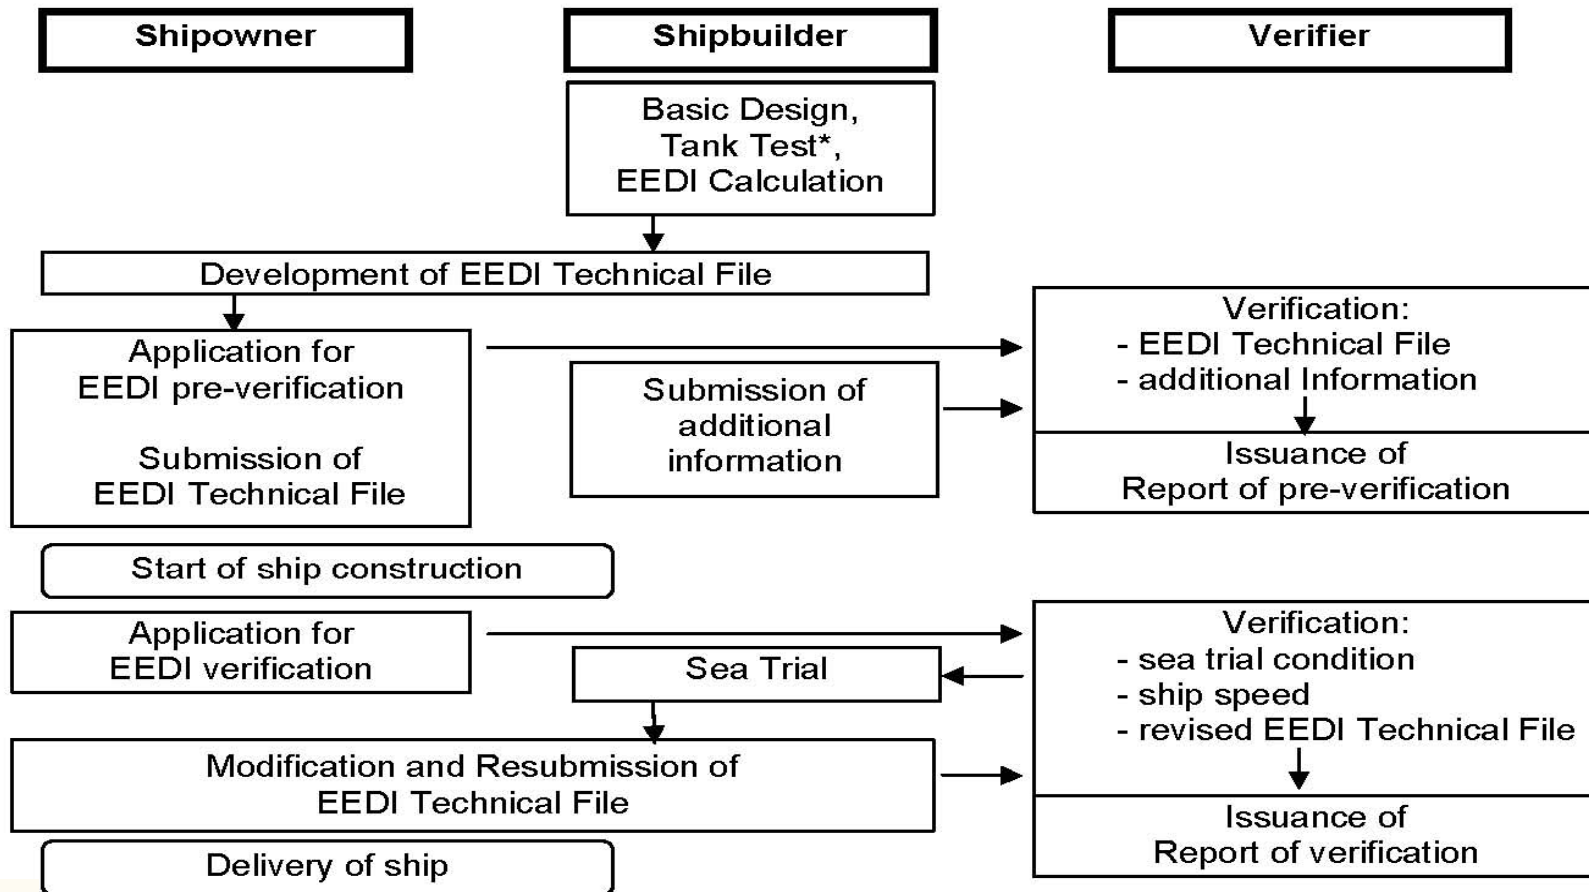 Shipowner
Shipbuilder
Verifier
Basic Design,
Tank Test*,
EEDI Calculation
Development of EEDI Technical File
Application for
EEDI pre-verification
Submission of
EEDI Technical File
Submission of
additional
information
Verification:
- EEDI Technical File
- additional Information
Issuance of
Report of pre-verification
Start of ship construction
Application for
EEDI verification
Sea Trial
Verification:
- sea trial condition
- ship speed
- revised EEDI Technical File
Modification and Resubmission of
EEDI Technical File
Issuance of
Report of verification
Delivery of ship